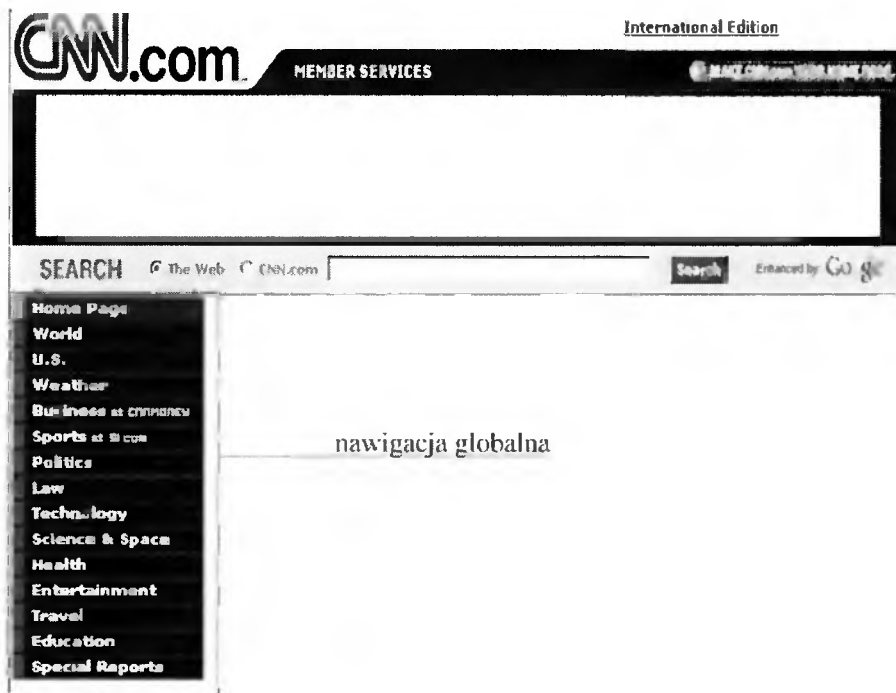 International Edition
CNN.com
MEMBER SERVICES
SEARCH The Web CNN.com Search Enhanced by Google
Home Page
World
U.S.
Weather
Business at CNNMONEY
Sports at SI.com
Politics
nawigacja globalna
Law
Technology
Science & Space
Health
Entertainment
Travel
Education
Special Reports